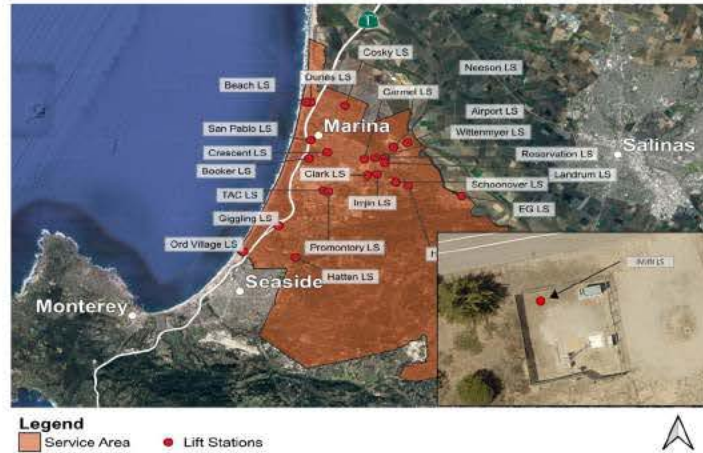 1
Cosky LS
Dunes LS
Neeson LS
Beach LS
Carmel LS
Airport LS
San Pablo LS
Marina
Wittenmyer LS
Salinas
Crescent LS
Reservation LS
Booker LS
Clark LS
Landrum LS
Schoonover LS
TAC LS
Imjin LS
EG LS
Giggling LS
Ord Village LS
Promontory LS
Hatten LS
Seaside
Monterey
Legend
Service Area
Lift Stations